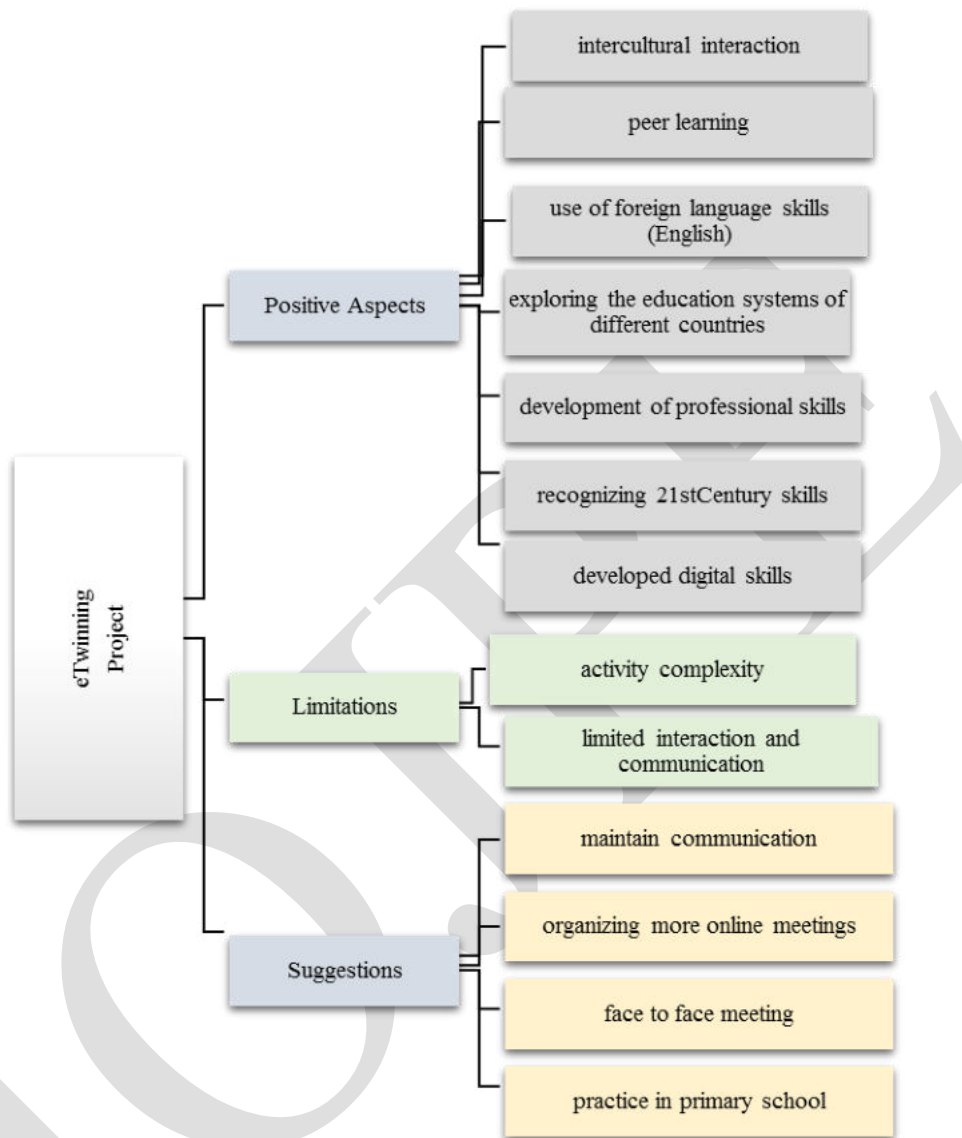 eTwinning
Project
Positive Aspects
intercultural interaction
peer learning
use of foreign language skills
(English)
exploring the education systems of
different countries
development of professional skills
recognizing 21stCentury skills
developed digital skills
Limitations
activity complexity
limited interaction and
communication
Suggestions
maintain communication
organizing more online meetings
face to face meeting
practice in primary school